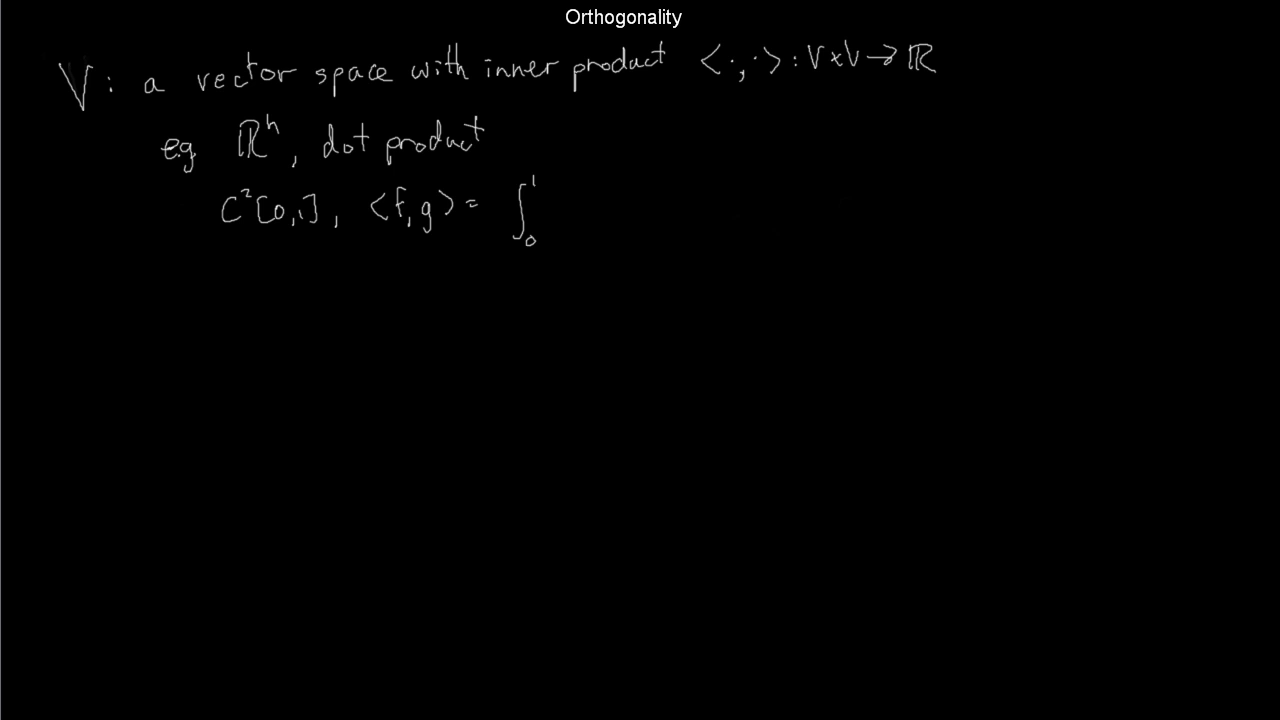 Orthogonality
V: a vector space with inner product <·,·>: V×V→ℝ
e.g ℝⁿ, dot product
C²[0,1], <f,g> = ∫₀¹